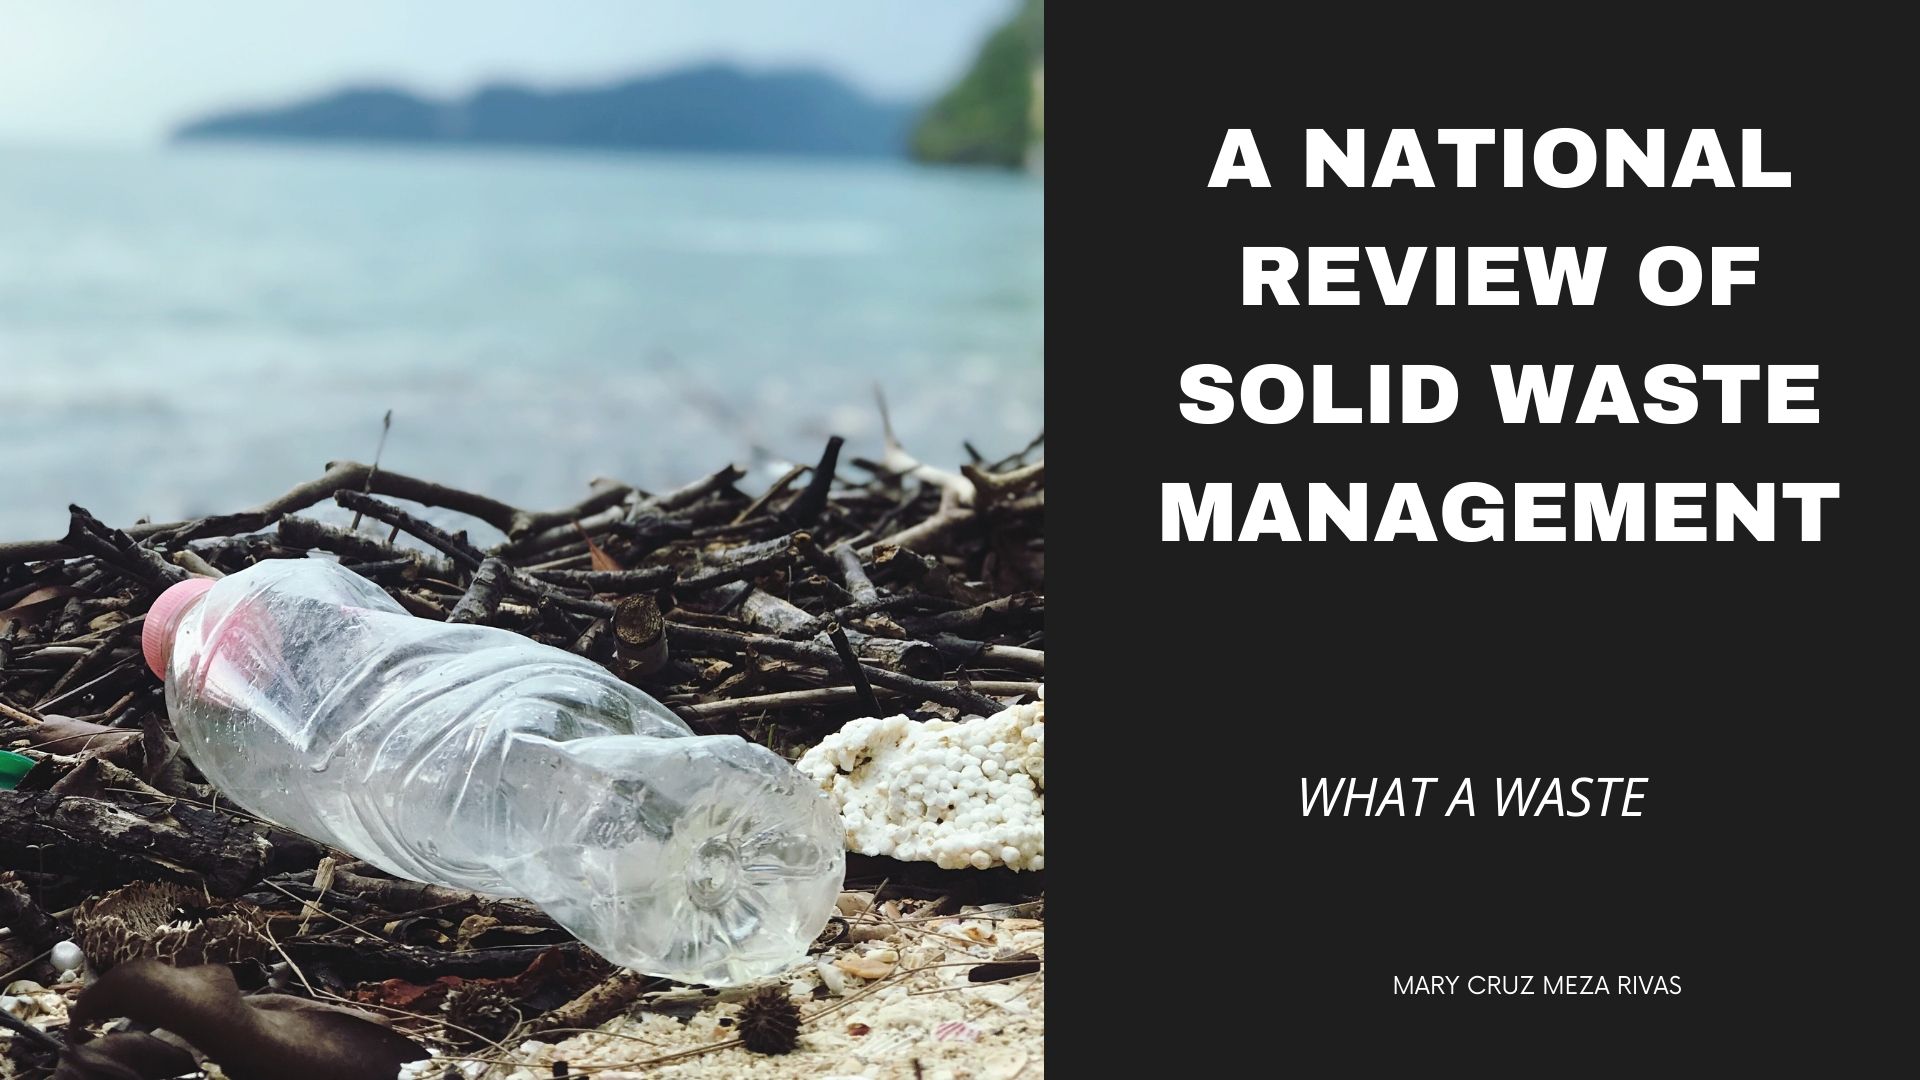 A NATIONAL
REVIEW OF
SOLID WASTE
MANAGEMENT
WHAT A WASTE
MARY CRUZ MEZA RIVAS